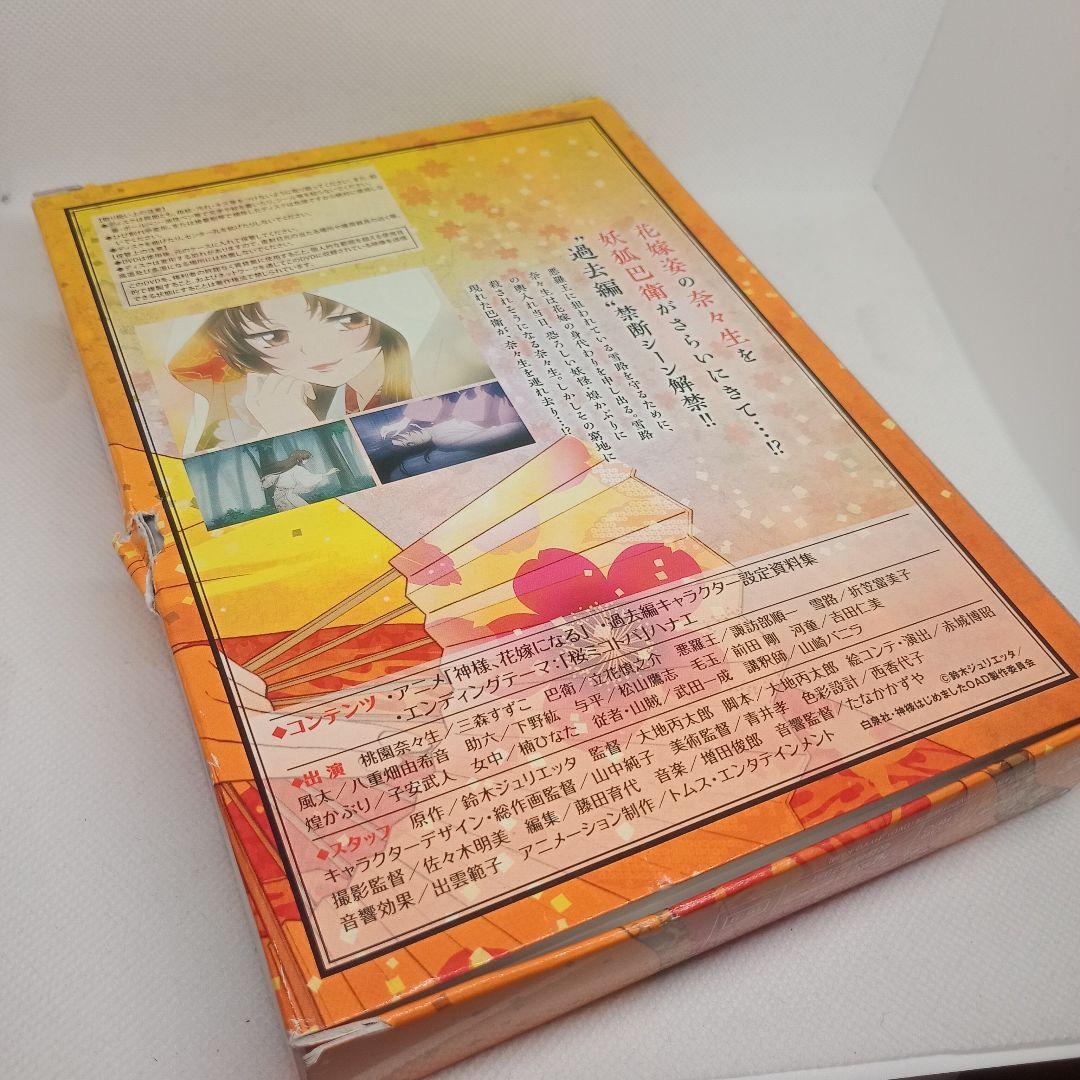 花嫁姿の奈々生を
妖狐巴衛がさらいにきて…!?
"過去編"禁断シーン解禁!!
悪羅王に狙われている雪路を守るために、
奈々生は花嫁の身代わりを申し出る。雪路
の輿入れ当日、恐ろしい妖怪・煌かぶりに
殺されそうになる奈々生。しかしその窮地に
現れた巴衛が、奈々生を連れ去り…!?
【取り扱い上の注意】
【保管上の注意】
◆コンテンツ ・アニメ「神様、花嫁になる」 ・過去編キャラクター設定資料集
・エンディングテーマ:「桜ミコト」ハナエ
◆出演 桃園奈々生/三森すずこ 巴衛/立花慎之介 悪羅王/諏訪部順一 雪路/折笠富美子
風太/八重畑由希音 助六/下野紘 与平/松山鷹志 毛玉/前田剛 河童/吉田仁美
煌かぶり/子安武人 女中/楠ひなた 従者・山賊/武田一成 講釈師/山崎バニラ
◆スタッフ 原作/鈴木ジュリエッタ 監督/大地丙太郎 脚本/大地丙太郎 絵コンテ・演出/赤城博昭
キャラクターデザイン・総作画監督/山中純子 美術監督/青井孝 色彩設計/西香代子
撮影監督/佐々木明美 編集/藤田育代 音楽/増田俊郎 音響監督/たなかかずや
音響効果/出雲範子 アニメーション制作/トムス・エンタテインメント
©鈴木ジュリエッタ/
白泉社・神様はじめましたOAD製作委員会